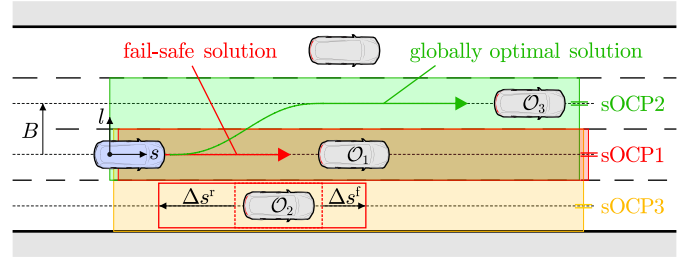 fail-safe solution
globally optimal solution
𝒪₃
sOCP2
l
B
s
𝒪₁
sOCP1
Δsʳ
𝒪₂
Δsᶠ
sOCP3